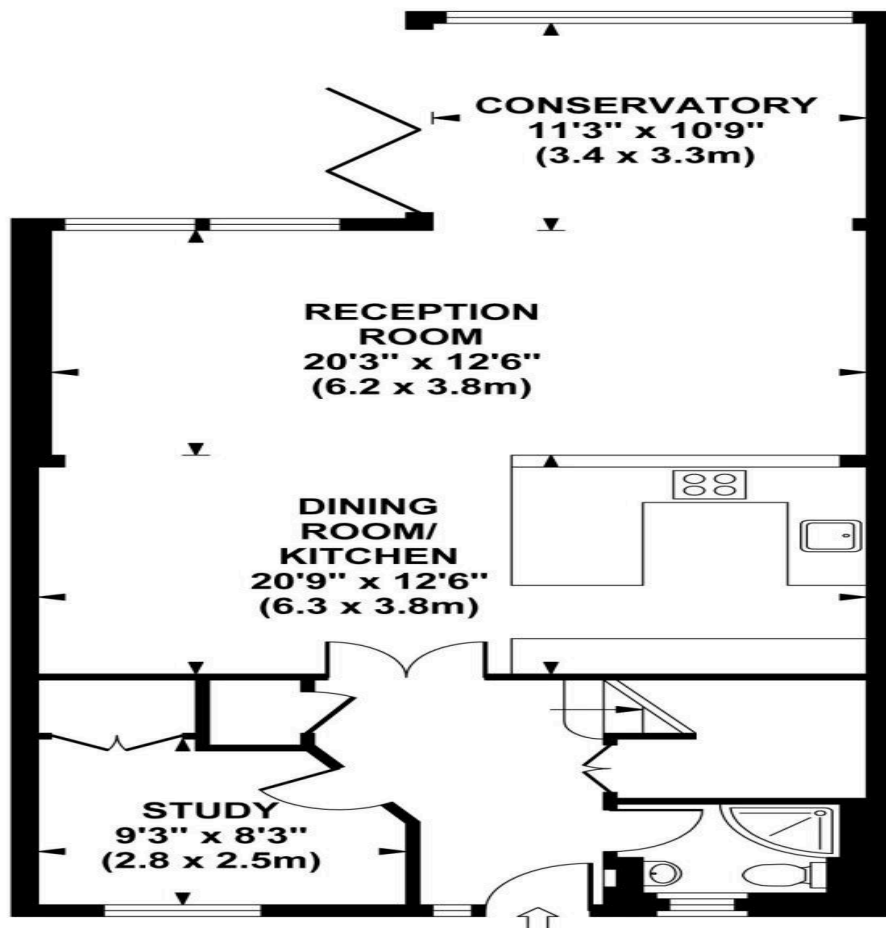 CONSERVATORY
11'3" x 10'9"
(3.4 x 3.3m)
RECEPTION
ROOM
20'3" x 12'6"
(6.2 x 3.8m)
DINING
ROOM/
KITCHEN
20'9" x 12'6"
(6.3 x 3.8m)
STUDY
9'3" x 8'3"
(2.8 x 2.5m)